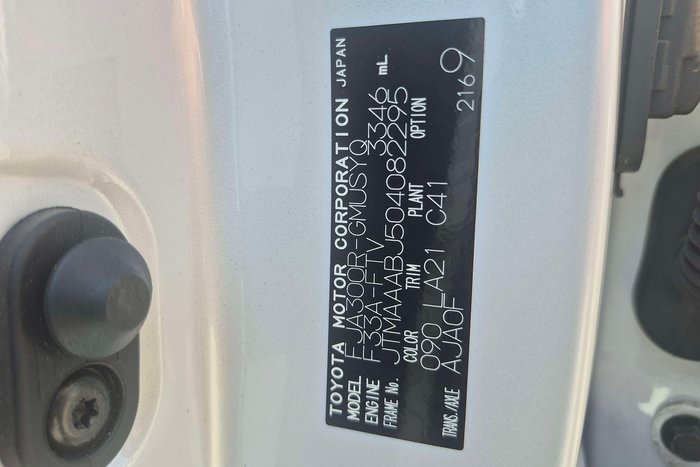 TOYOTA MOTOR CORPORATION JAPAN
MODEL FJA300R-GMUSYQ
ENGINE F33A-FTV 3346 mL
FRAME No. JTMAAABJ504082295
COLOR TRIM PLANT OPTION
090 LA21 C41
TRANS./AXLE AJA0F
2169